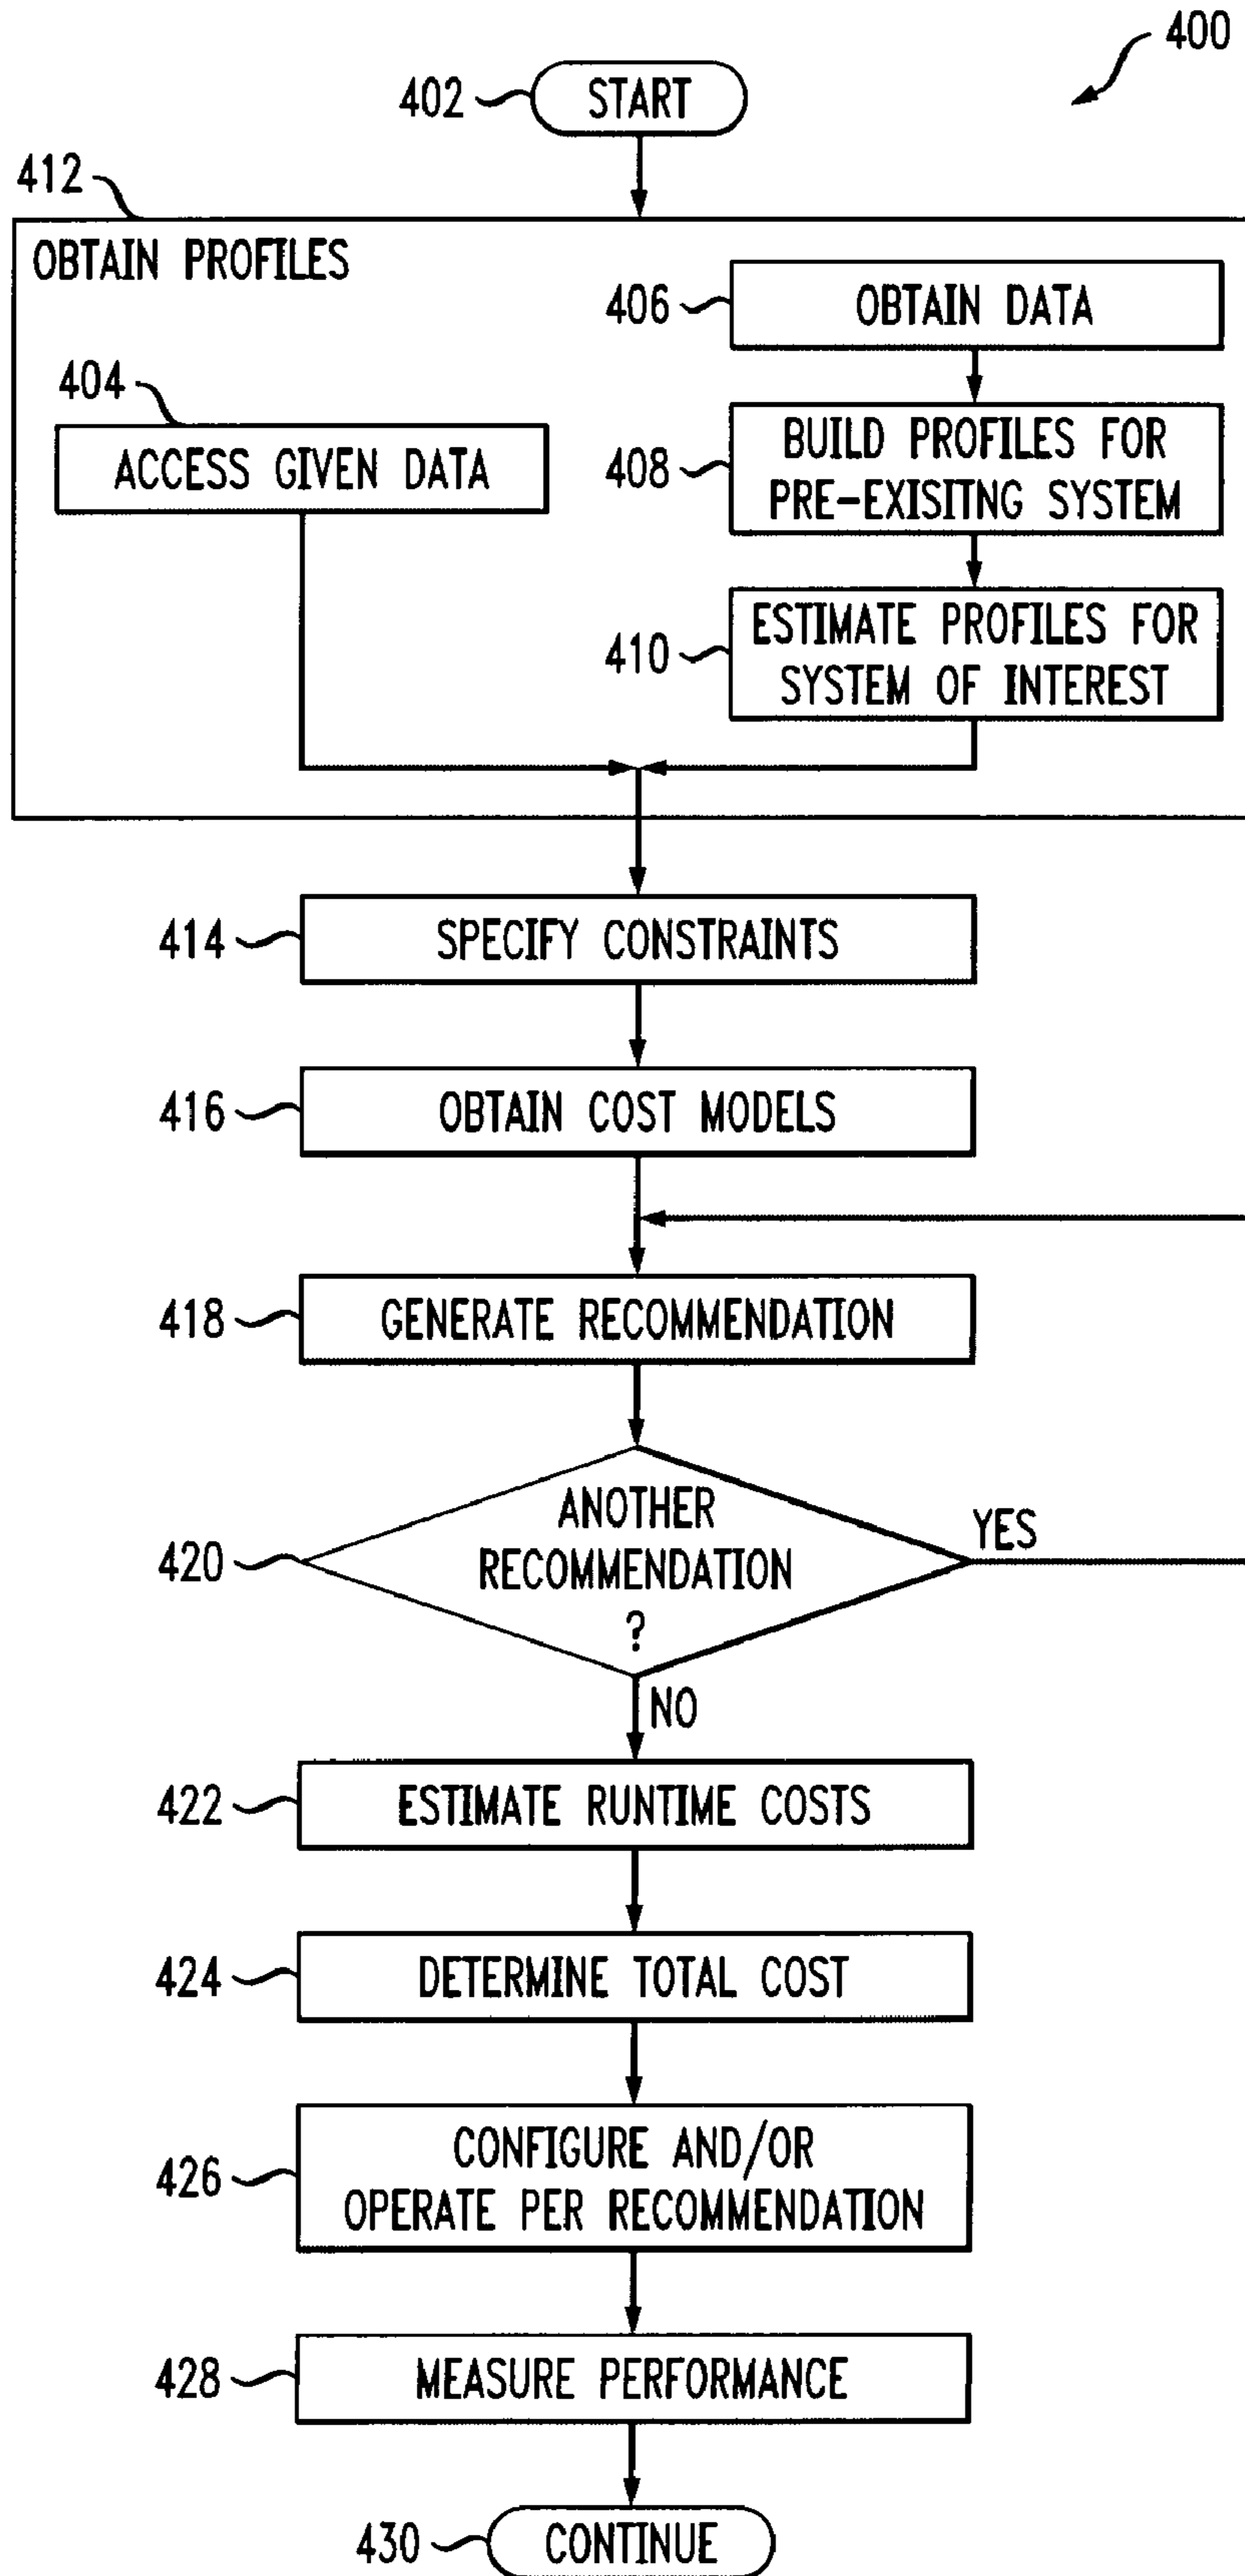 400
402 START
412
OBTAIN PROFILES
406 OBTAIN DATA
404
ACCESS GIVEN DATA
408 BUILD PROFILES FOR
PRE-EXISITNG SYSTEM
410 ESTIMATE PROFILES FOR
SYSTEM OF INTEREST
414 SPECIFY CONSTRAINTS
416 OBTAIN COST MODELS
418 GENERATE RECOMMENDATION
420 ANOTHER
RECOMMENDATION
?
YES
NO
422 ESTIMATE RUNTIME COSTS
424 DETERMINE TOTAL COST
426 CONFIGURE AND/OR
OPERATE PER RECOMMENDATION
428 MEASURE PERFORMANCE
430 CONTINUE